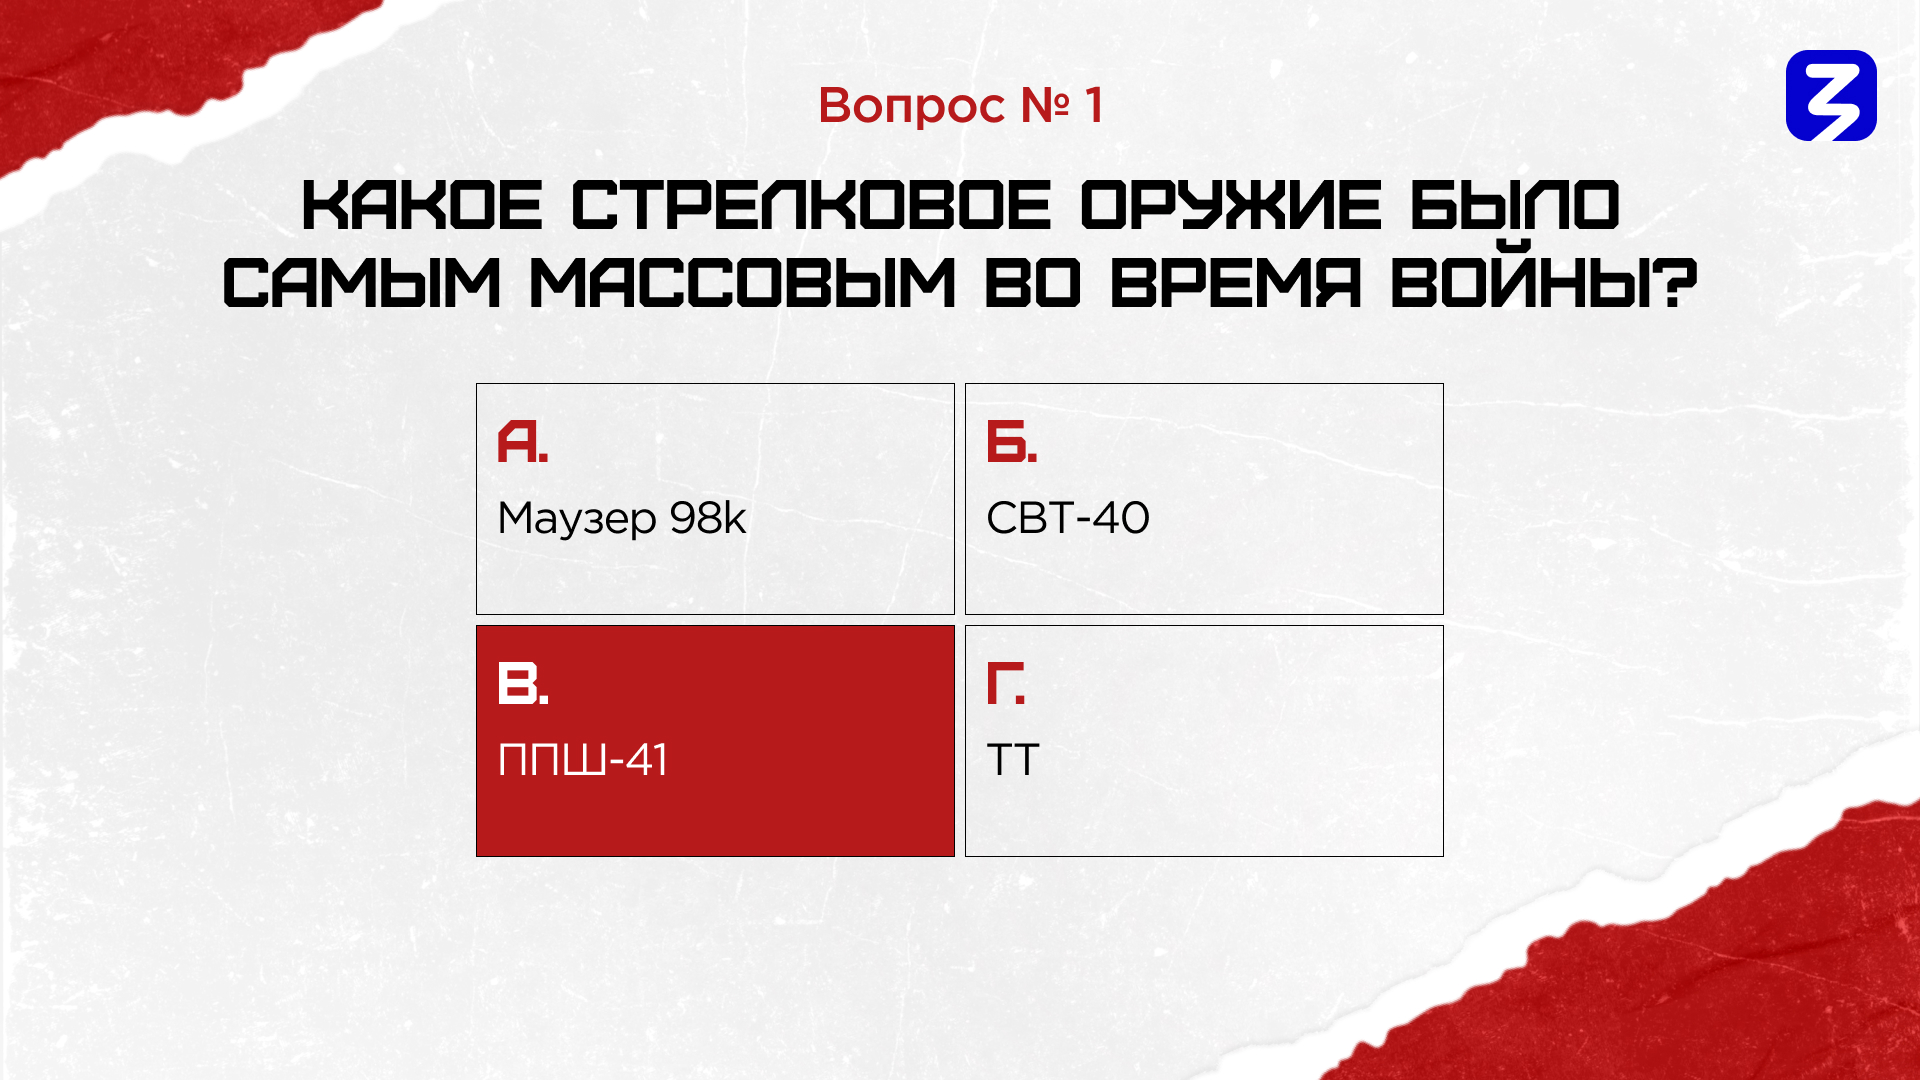 Вопрос № 1
КАКОЕ СТРЕЛКОВОЕ ОРУЖИЕ БЫЛО
САМЫМ МАССОВЫМ ВО ВРЕМЯ ВОЙНЫ?
А.
Маузер 98k
Б.
СВТ-40
В.
ППШ-41
Г.
ТТ